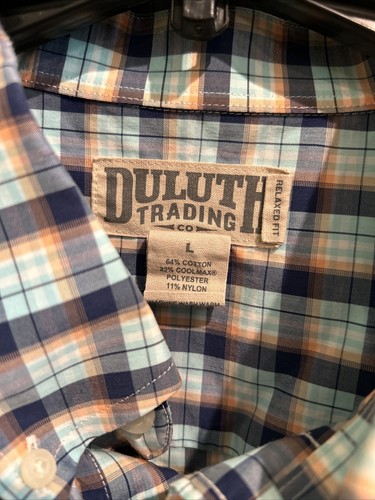 DULUTH
TRADING
CO
RELAXED FIT
L
64% COTTON
25% COOLMAX®
POLYESTER
11% NYLON